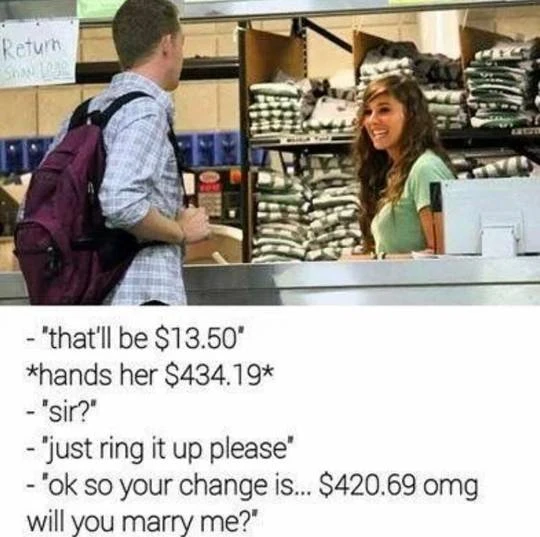 Return
- "that'll be $13.50"
*hands her $434.19*
- "sir?"
- "just ring it up please"
- "ok so your change is... $420.69 omg
will you marry me?"